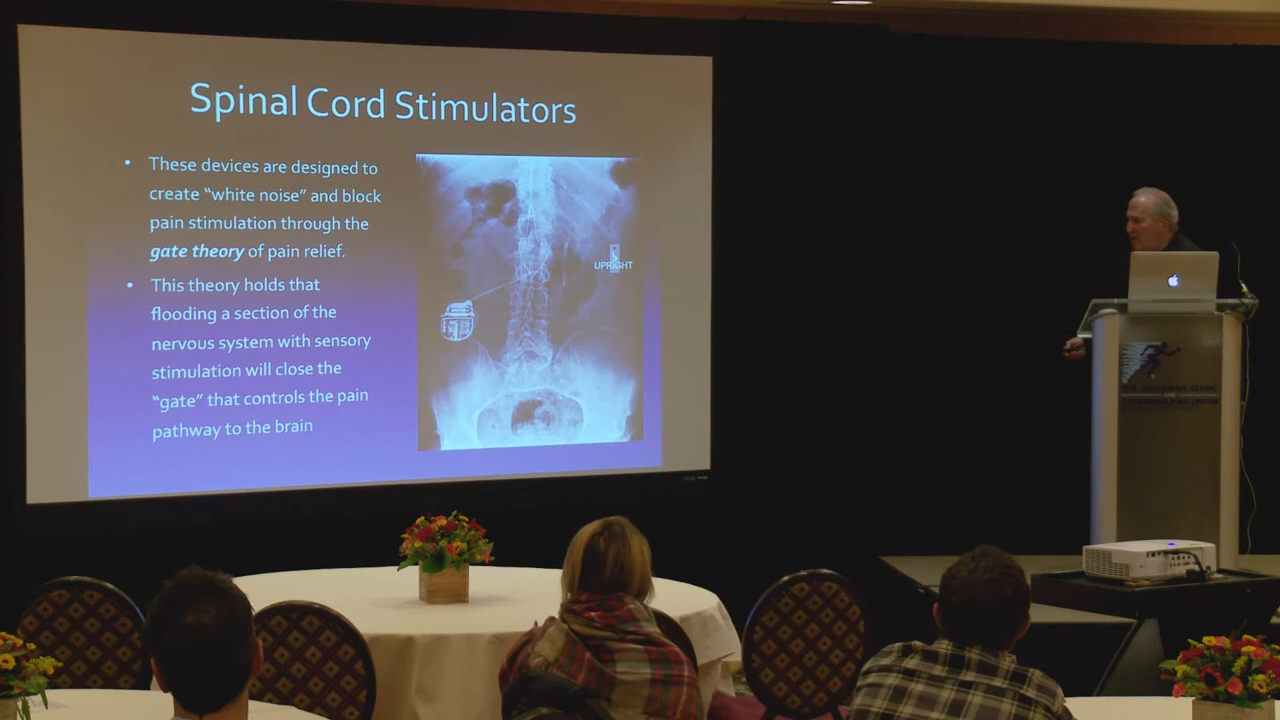 Spinal Cord Stimulators
• These devices are designed to
create “white noise” and block
pain stimulation through the
gate theory of pain relief.
• This theory holds that
flooding a section of the
nervous system with sensory
stimulation will close the
“gate” that controls the pain
pathway to the brain
UPRIGHT